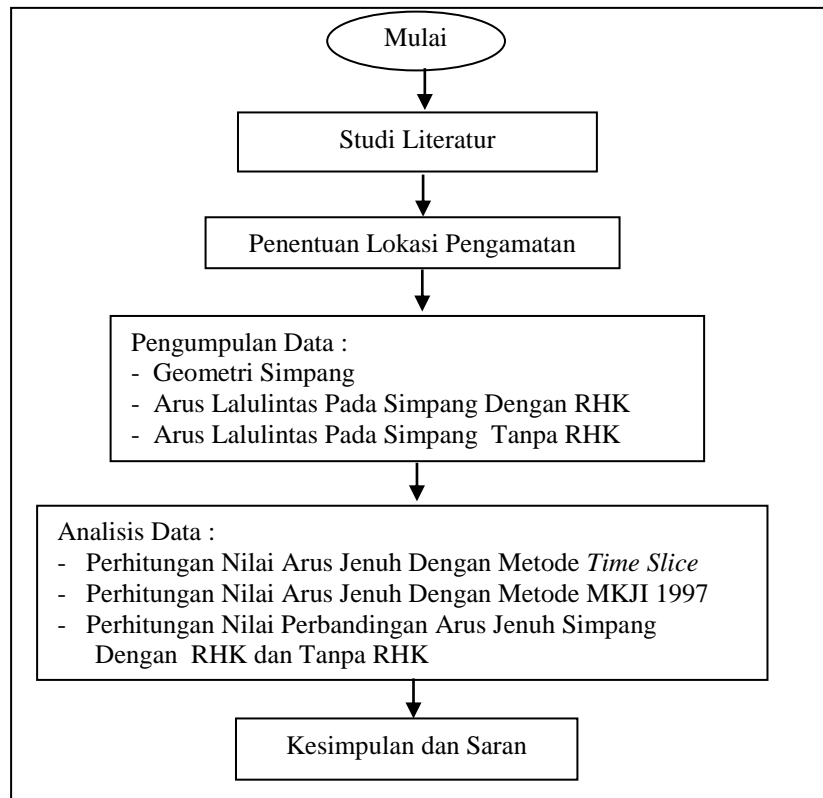 Mulai
Studi Literatur
Penentuan Lokasi Pengamatan
Pengumpulan Data :
- Geometri Simpang
- Arus Lalulintas Pada Simpang Dengan RHK
- Arus Lalulintas Pada Simpang Tanpa RHK
Analisis Data :
- Perhitungan Nilai Arus Jenuh Dengan Metode Time Slice
- Perhitungan Nilai Arus Jenuh Dengan Metode MKJI 1997
- Perhitungan Nilai Perbandingan Arus Jenuh Simpang
Dengan RHK dan Tanpa RHK
Kesimpulan dan Saran